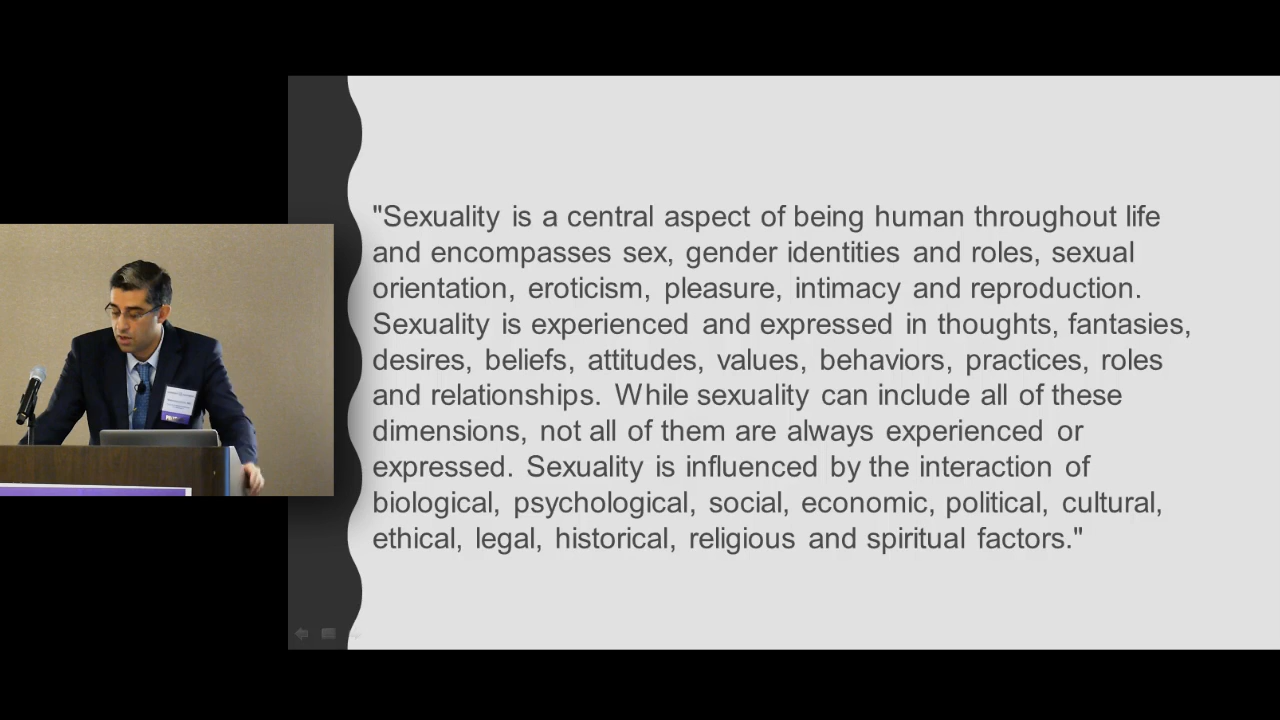 "Sexuality is a central aspect of being human throughout life
and encompasses sex, gender identities and roles, sexual
orientation, eroticism, pleasure, intimacy and reproduction.
Sexuality is experienced and expressed in thoughts, fantasies,
desires, beliefs, attitudes, values, behaviors, practices, roles
and relationships. While sexuality can include all of these
dimensions, not all of them are always experienced or
expressed. Sexuality is influenced by the interaction of
biological, psychological, social, economic, political, cultural,
ethical, legal, historical, religious and spiritual factors."